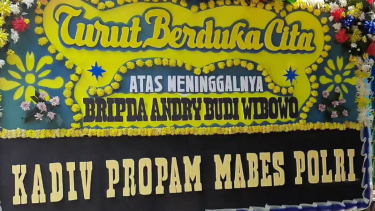 Turut Berduka Cita
ATAS MENINGGALNYA
BRIPDA ANDRY BUDI WIBOWO
KADIV PROPAM MABES POLRI